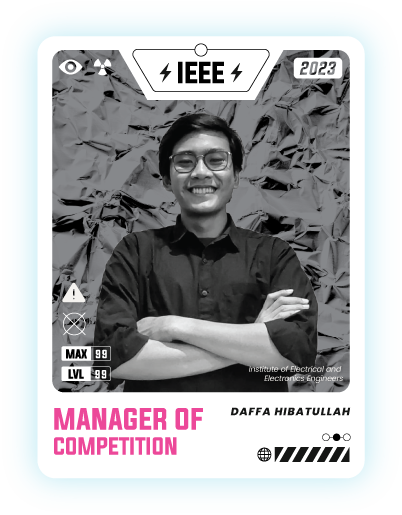 IEEE
2023
MAX 99
LVL 99
Institute of Electrical and
Electronics Engineers
MANAGER OF
COMPETITION
DAFFA HIBATULLAH